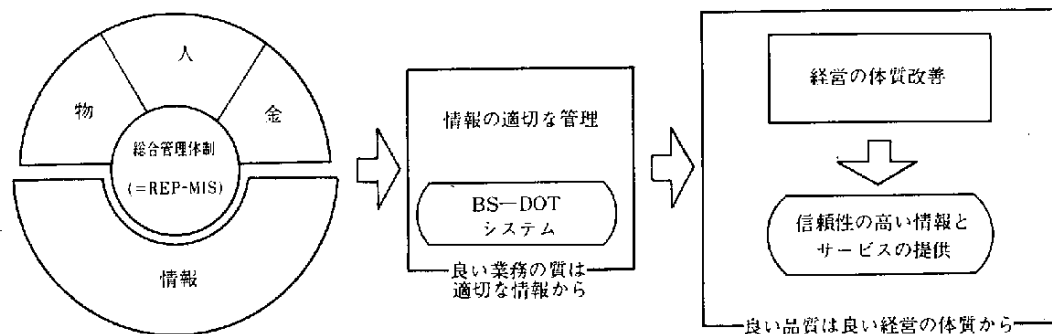 人
物
金
総合管理体制
(=REP-MIS)
情報
情報の適切な管理
BS-DOT
システム
良い業務の質は
適切な情報から
経営の体質改善
信頼性の高い情報と
サービスの提供
良い品質は良い経営の体質から